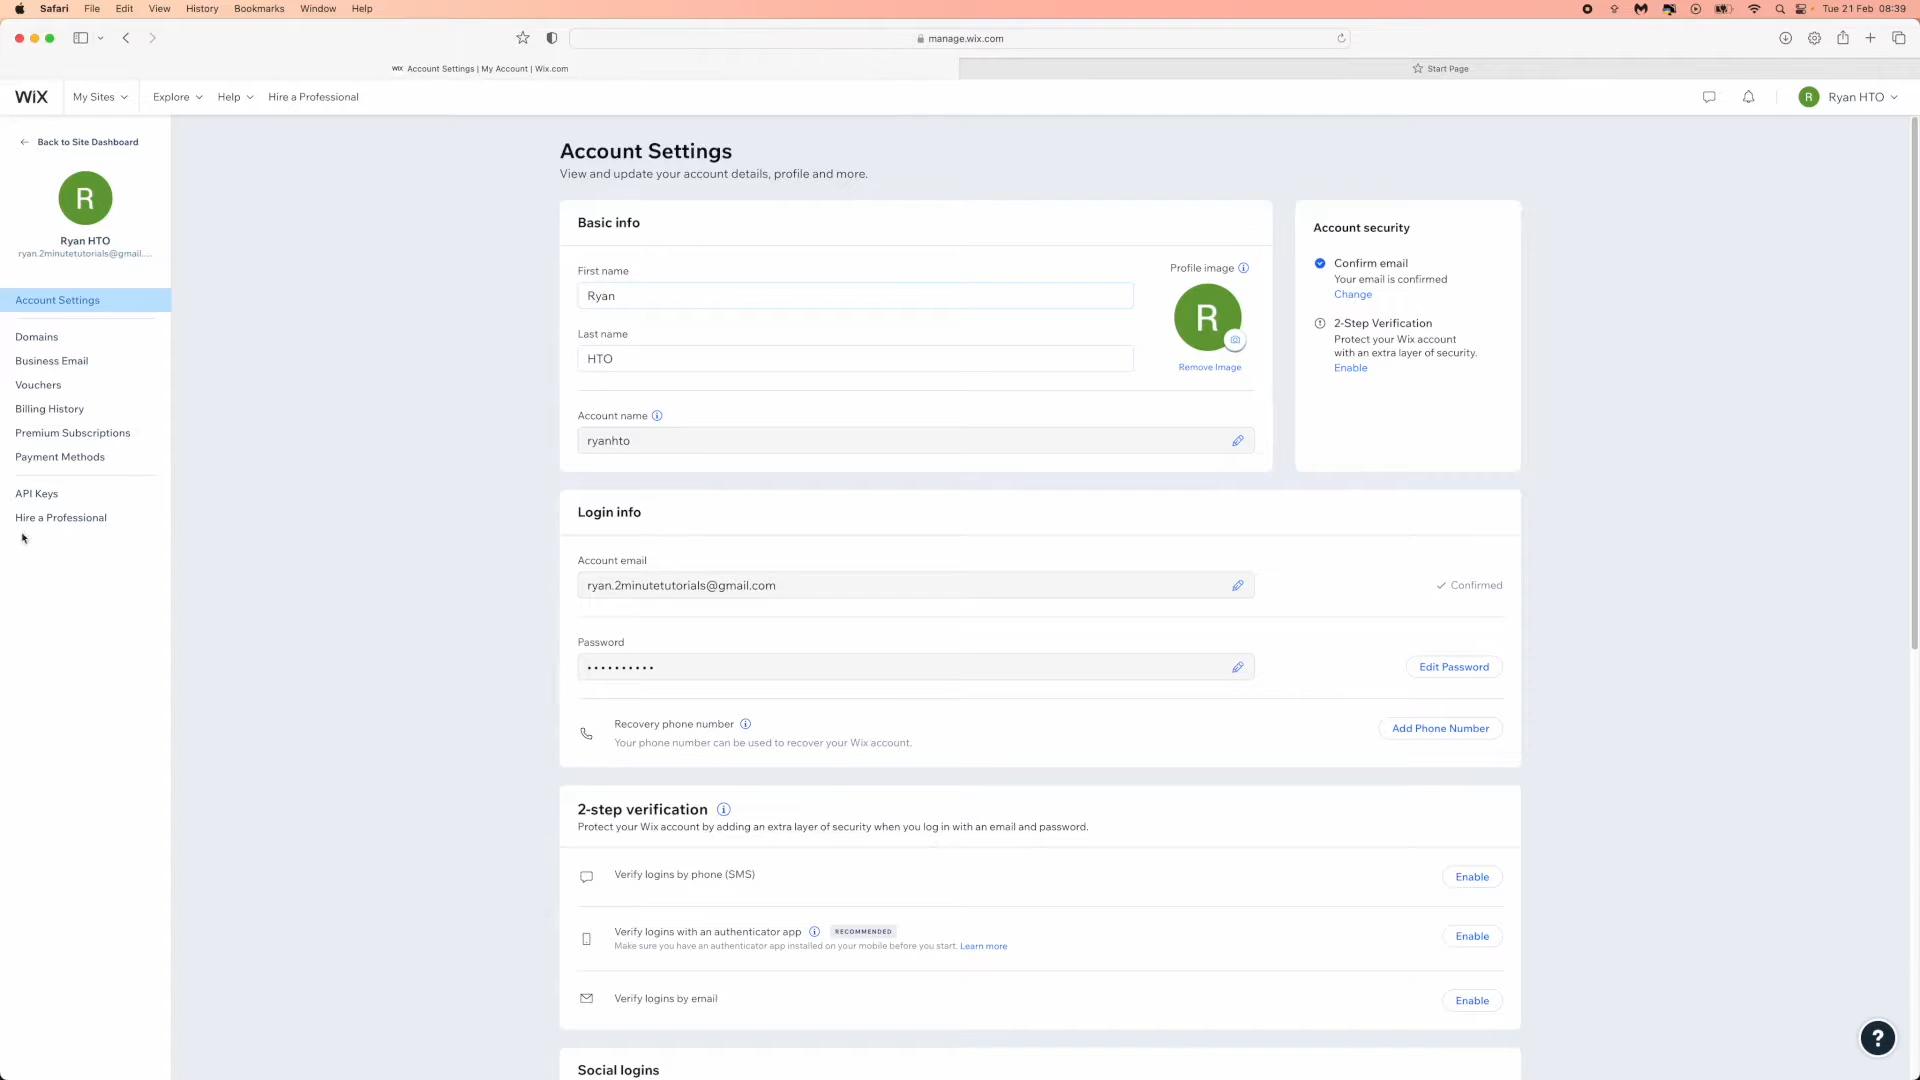 Safari File Edit View History Bookmarks Window Help
Tue 21 Feb 08:39
manage.wix.com
WiX Account Settings | My Account | Wix.com
Start Page
WiX My Sites Explore Help Hire a Professional
R Ryan HTO
Back to Site Dashboard
R
Ryan HTO
ryan.2minutetutorials@gmail....
Account Settings
Domains
Business Email
Vouchers
Billing History
Premium Subscriptions
Payment Methods
API Keys
Hire a Professional
Account Settings
View and update your account details, profile and more.
Basic info
First name
Ryan
Last name
HTO
Profile image
R
Remove Image
Account name
ryanhto
Account security
Confirm email
Your email is confirmed
Change
2-Step Verification
Protect your Wix account
with an extra layer of security.
Enable
Login info
Account email
ryan.2minutetutorials@gmail.com
Confirmed
Password
••••••••••
Edit Password
Recovery phone number
Your phone number can be used to recover your Wix account.
Add Phone Number
2-step verification
Protect your Wix account by adding an extra layer of security when you log in with an email and password.
Verify logins by phone (SMS)
Enable
Verify logins with an authenticator app RECOMMENDED
Make sure you have an authenticator app installed on your mobile before you start. Learn more
Enable
Verify logins by email
Enable
Social logins
?